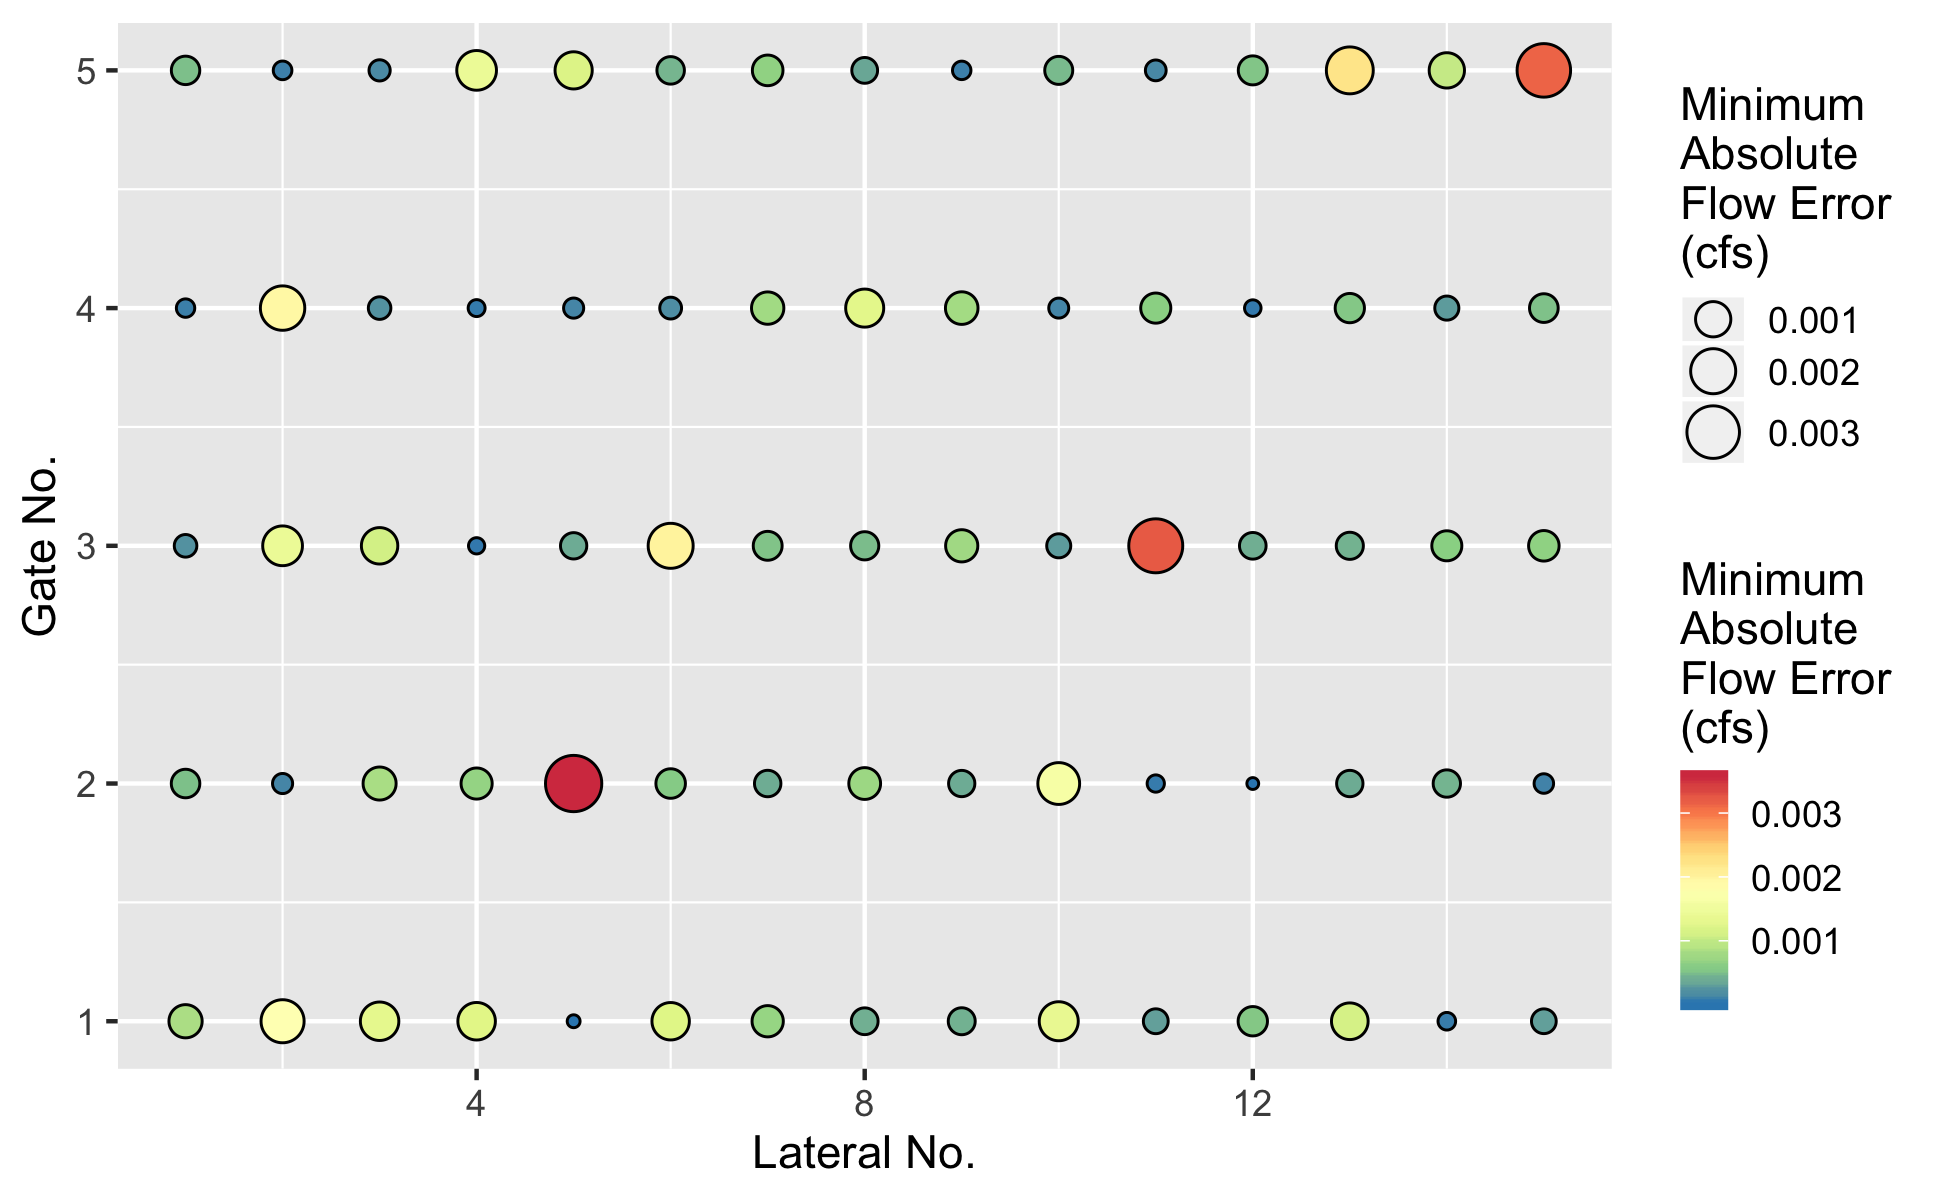 5
4
3
2
1
Gate No.
4
8
12
Lateral No.
Minimum
Absolute
Flow Error
(cfs)
0.001
0.002
0.003
Minimum
Absolute
Flow Error
(cfs)
0.003
0.002
0.001